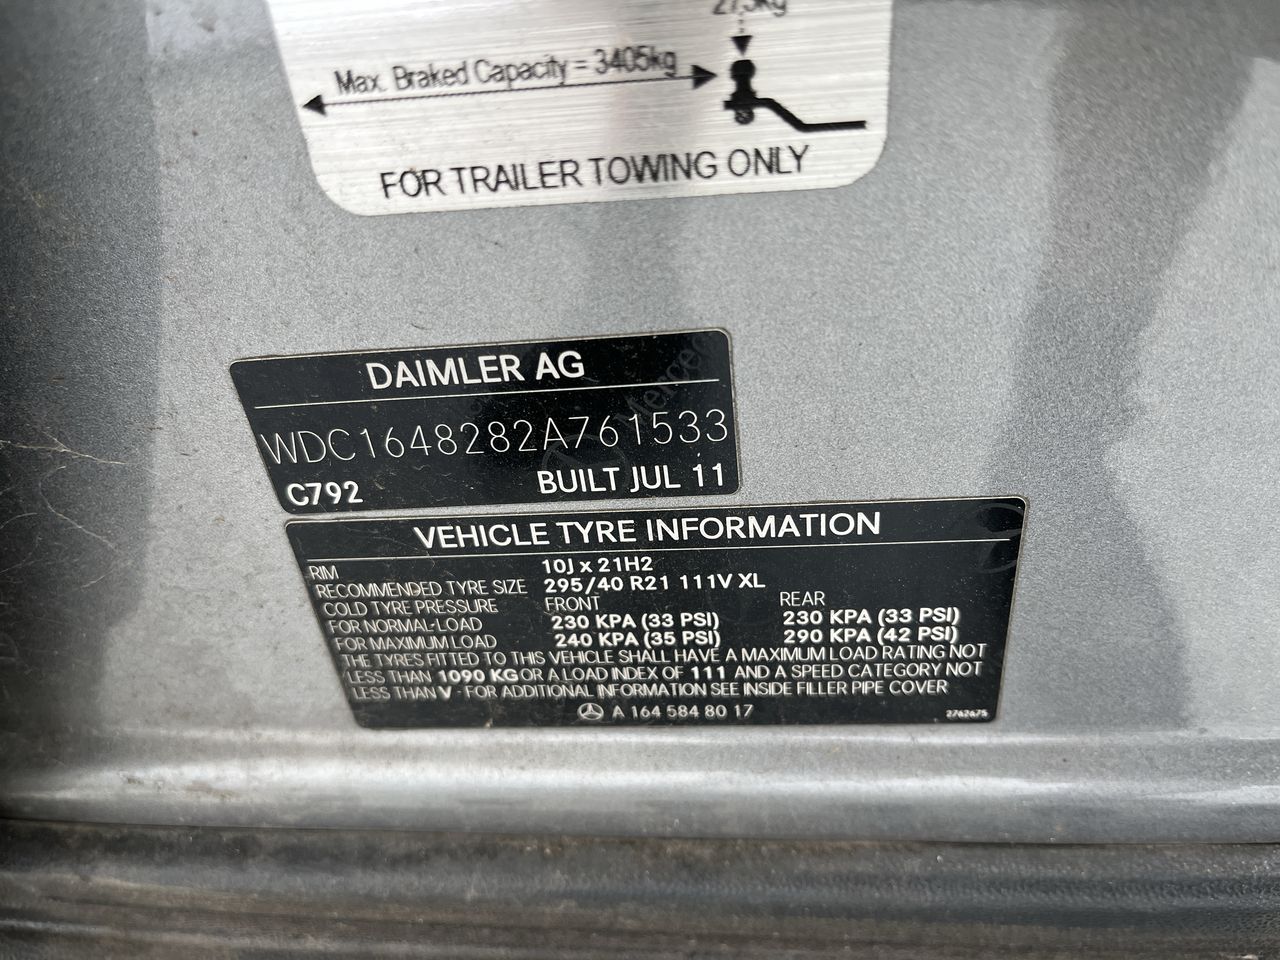 Max. Braked Capacity = 3405kg
FOR TRAILER TOWING ONLY
DAIMLER AG
WDC1648282A761533
C792 BUILT JUL 11
VEHICLE TYRE INFORMATION
RIM 10J x 21H2
RECOMMENDED TYRE SIZE 295/40 R21 111V XL
COLD TYRE PRESSURE FRONT REAR
FOR NORMAL-LOAD 230 KPA (33 PSI) 230 KPA (33 PSI)
FOR MAXIMUM LOAD 240 KPA (35 PSI) 290 KPA (42 PSI)
THE TYRES FITTED TO THIS VEHICLE SHALL HAVE A MAXIMUM LOAD RATING NOT
LESS THAN 1090 KG OR A LOAD INDEX OF 111 AND A SPEED CATEGORY NOT
LESS THAN V - FOR ADDITIONAL INFORMATION SEE INSIDE FILLER PIPE COVER
A 164 584 80 17
2762675